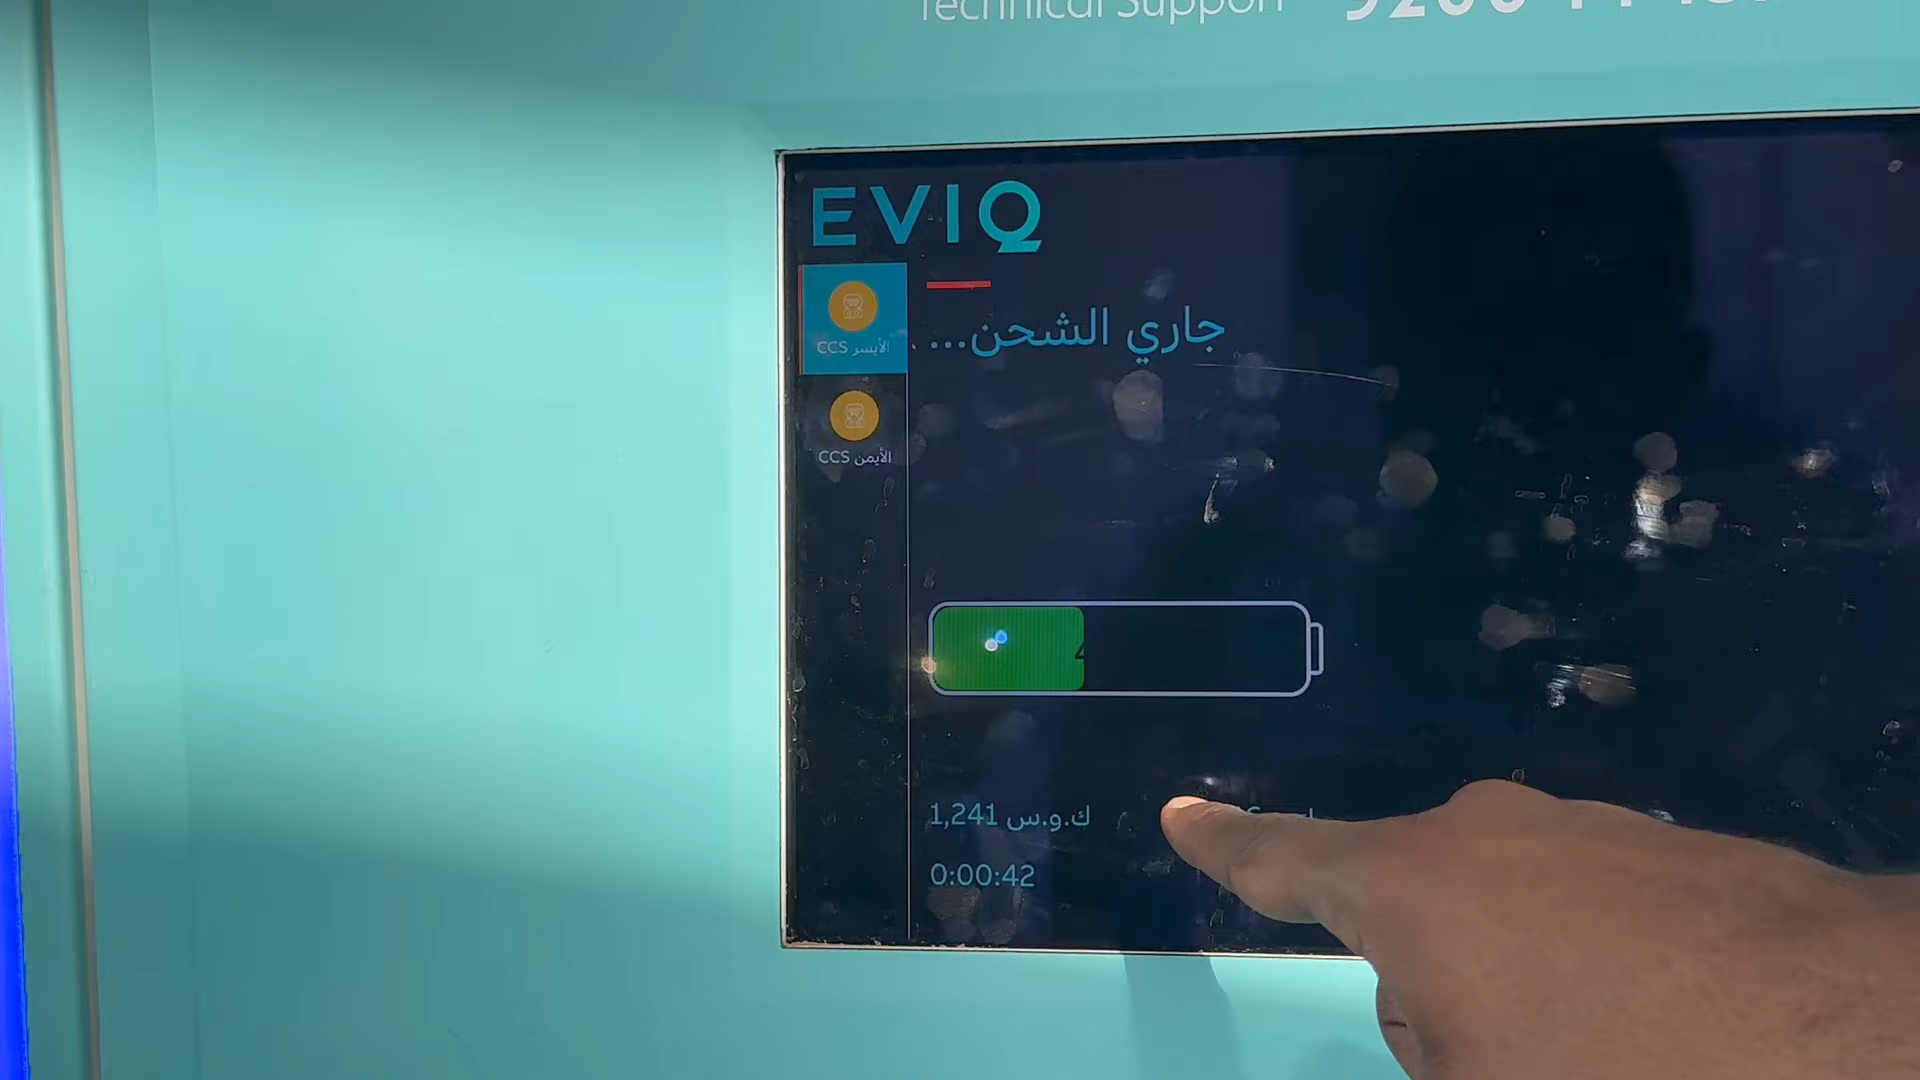 Technical Support
EVIQ
جاري الشحن...
CCS الأيسر
CCS الأيمن
1,241 ك.و.س
0:00:42